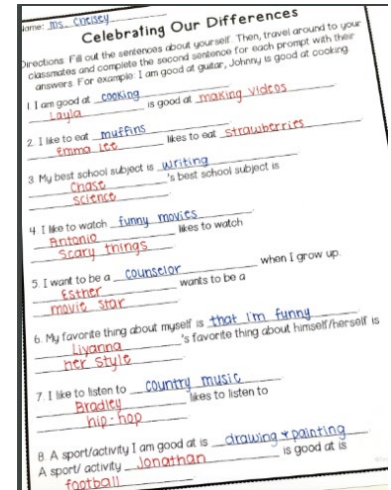 Name: Ms. Chelsey
Celebrating Our Differences
Directions: Fill out the sentences about yourself. Then, travel around to your
classmates and complete the second sentence for each prompt with their
answers. For example: I am good at guitar, Johnny is good at cooking.
1. I am good at cooking
Layla is good at making videos.
2. I like to eat muffins
Emma Lee likes to eat strawberries
3. My best school subject is writing
Chase 's best school subject is
science.
4. I like to watch funny movies.
Antonio likes to watch
scary things.
5. I want to be a counselor when I grow up.
Esther wants to be a
movie star.
6. My favorite thing about myself is that I'm funny.
Liyanna 's favorite thing about himself/herself is
her style.
7. I like to listen to country music
Bradley likes to listen to
hip-hop.
8. A sport/activity I am good at is drawing & painting
A sport/ activity Jonathan is good at is
football